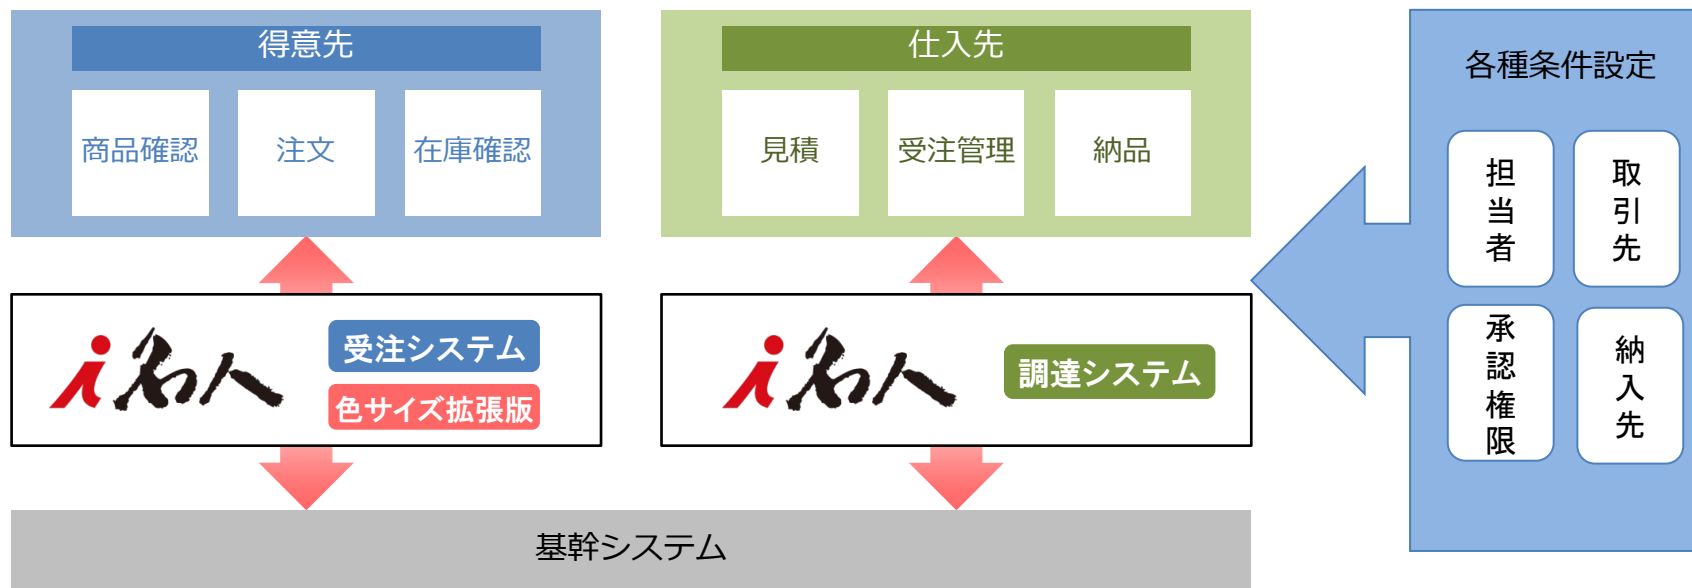 得意先
商品確認
注文
在庫確認
仕入先
見積
受注管理
納品
i名人
受注システム
色サイズ拡張版
i名人
調達システム
基幹システム
各種条件設定
担当者
取引先
承認権限
納入先